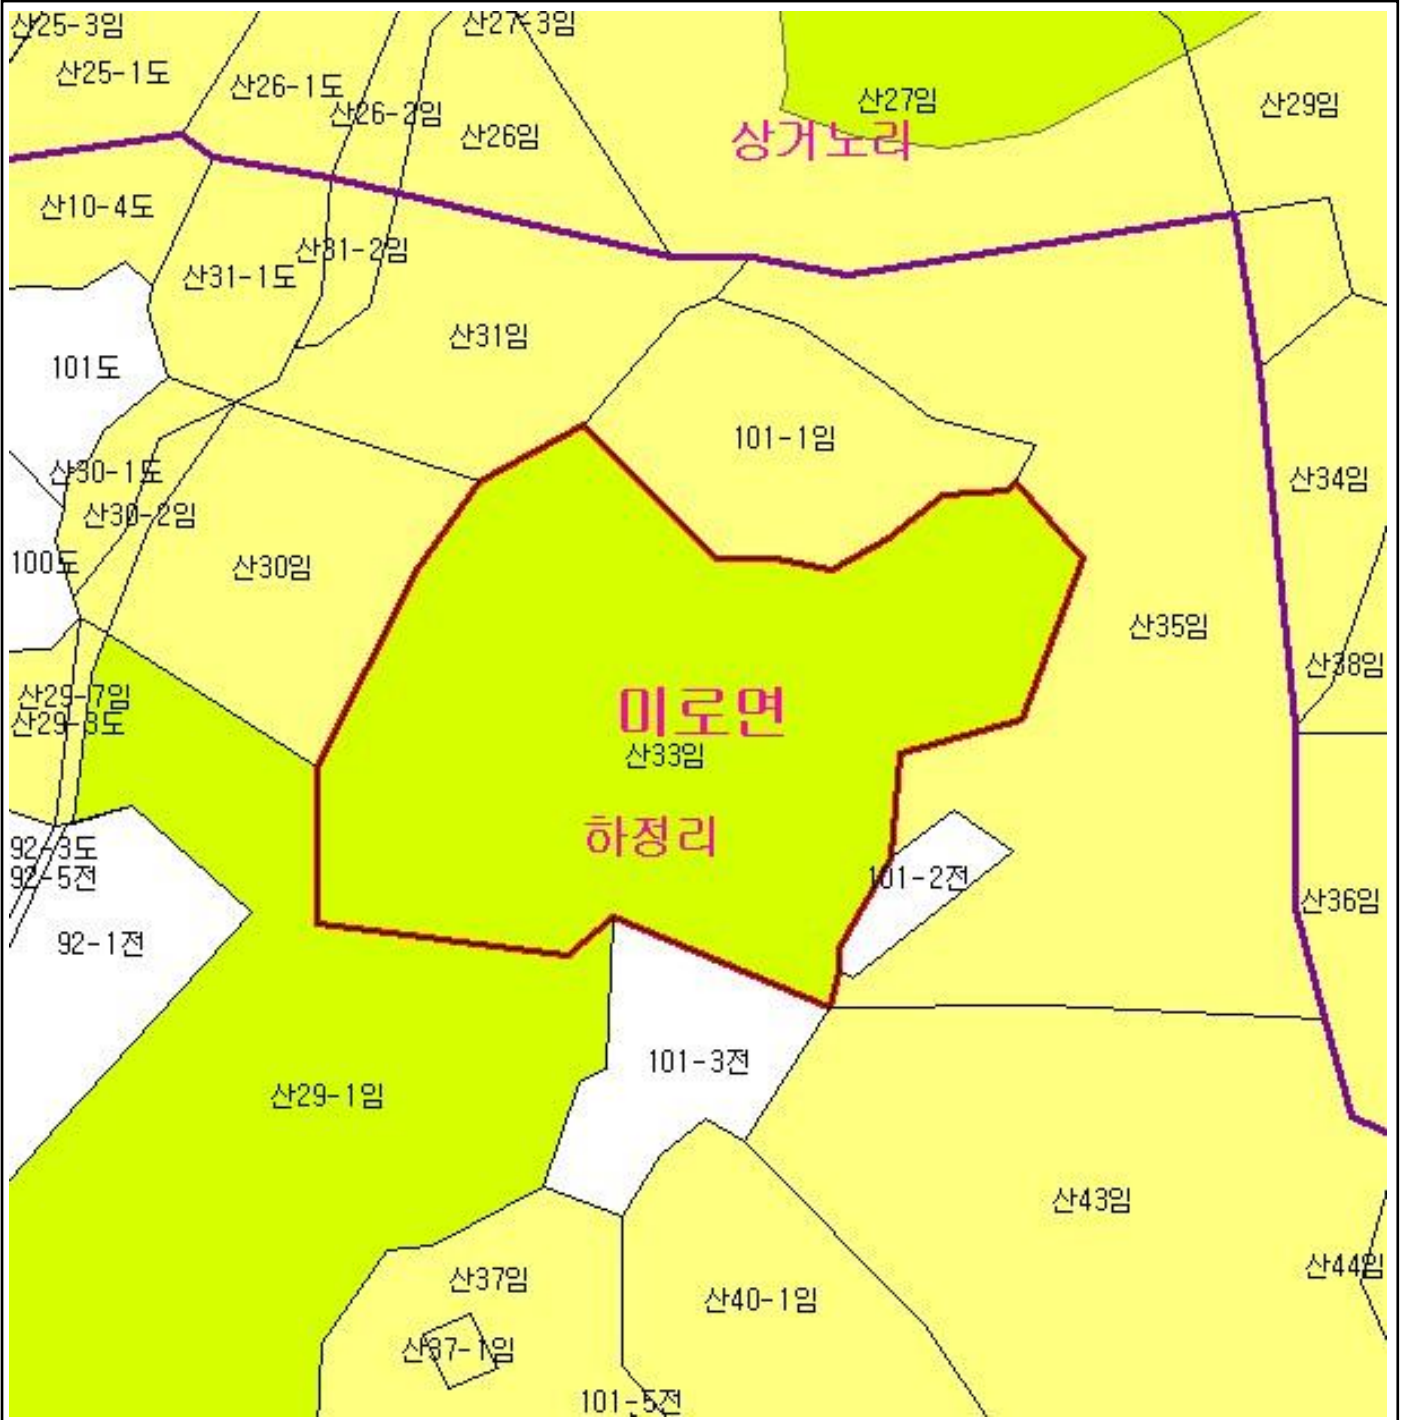 산25-3임
산27-3임
산25-1도
산26-1도
산27임
산29임
산26-2임
산26임
상거노리
산10-4도
산31-2임
산31-1도
산31임
101도
101-1임
산30-1도
산34임
산30-2임
100도
산30임
산35임
산38임
산29-7임
미로면
산29-3도
산33임
하정리
92-3도
92-5전
101-2전
산36임
92-1전
101-3전
산29-1임
산43임
산44임
산37임
산40-1임
산37-1임
101-5전